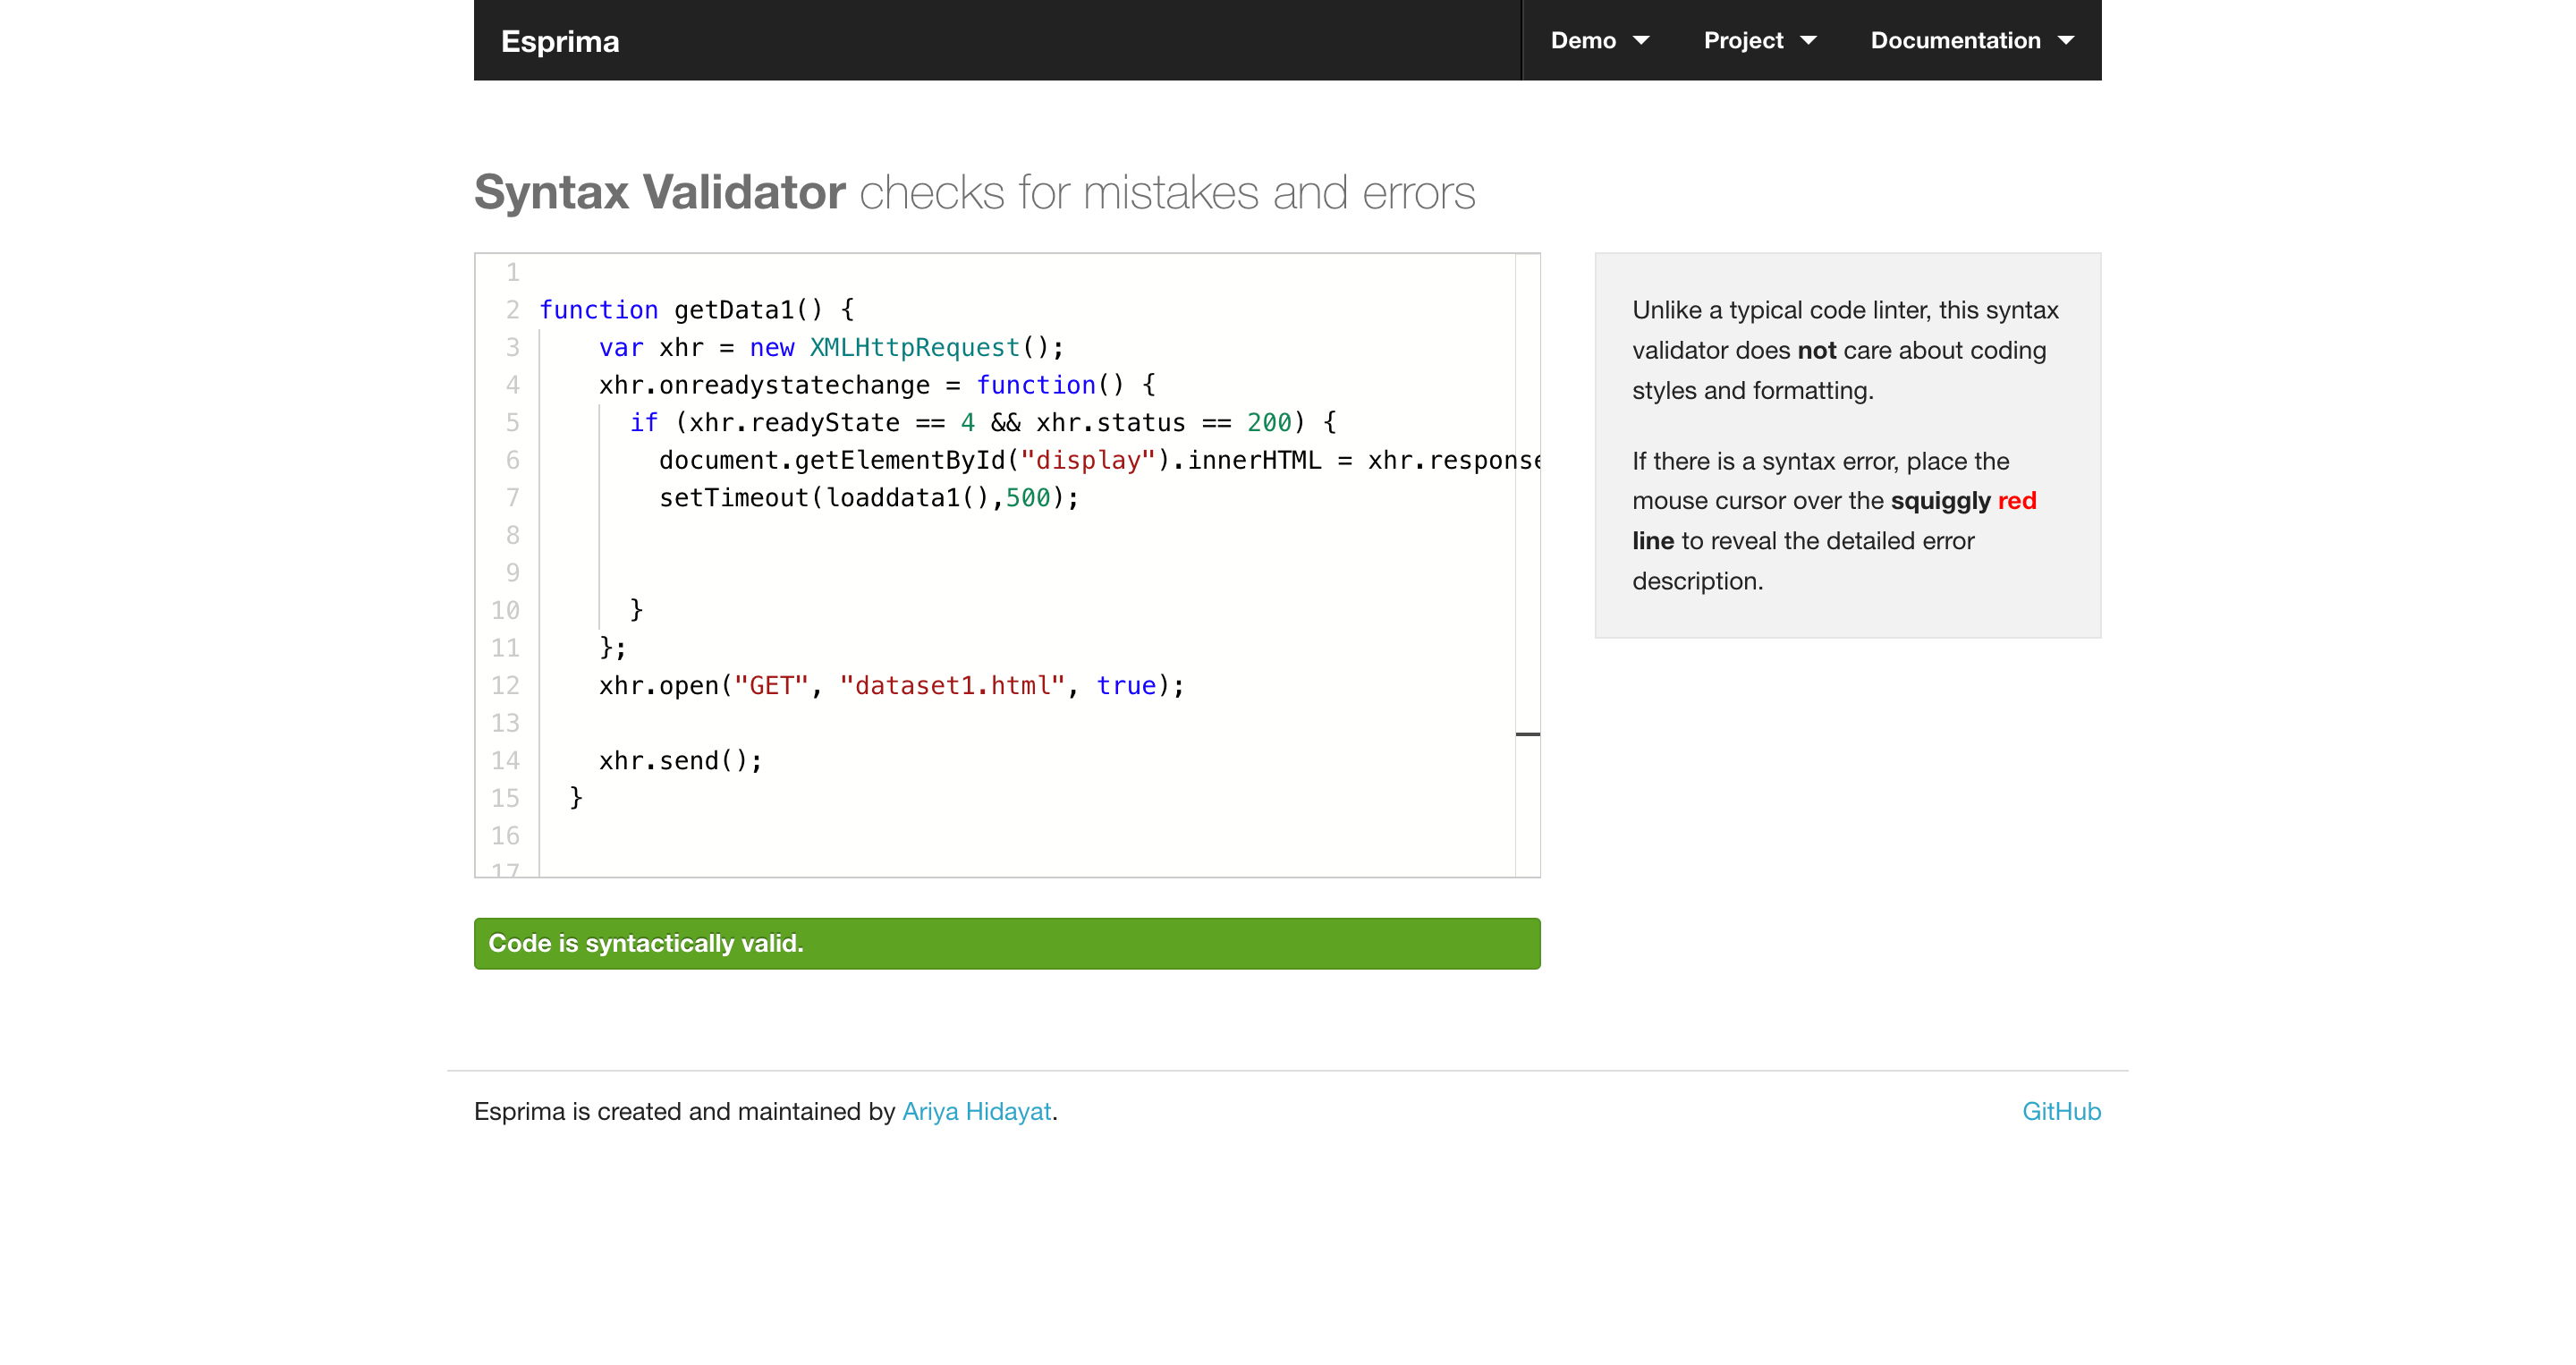 Esprima
Demo
Project
Documentation
Syntax Validator checks for mistakes and errors
1
2 function getData1() {
3 var xhr = new XMLHttpRequest();
4 xhr.onreadystatechange = function() {
5 if (xhr.readyState == 4 && xhr.status == 200) {
6 document.getElementById("display").innerHTML = xhr.response
7 setTimeout(loaddata1(),500);
8
9
10 }
11 };
12 xhr.open("GET", "dataset1.html", true);
13
14 xhr.send();
15 }
16
17
Code is syntactically valid.
Unlike a typical code linter, this syntax
validator does not care about coding
styles and formatting.
If there is a syntax error, place the
mouse cursor over the squiggly red
line to reveal the detailed error
description.
Esprima is created and maintained by Ariya Hidayat.
GitHub